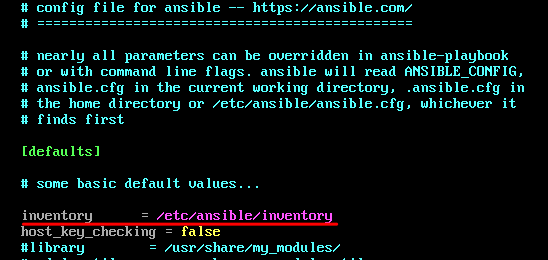 # config file for ansible -- https://ansible.com/
# ===============================================
# nearly all parameters can be overridden in ansible-playbook
# or with command line flags. ansible will read ANSIBLE_CONFIG,
# ansible.cfg in the current working directory, .ansible.cfg in
# the home directory or /etc/ansible/ansible.cfg, whichever it
# finds first
[defaults]
# some basic default values...
inventory      = /etc/ansible/inventory
host_key_checking = false
#library        = /usr/share/my_modules/